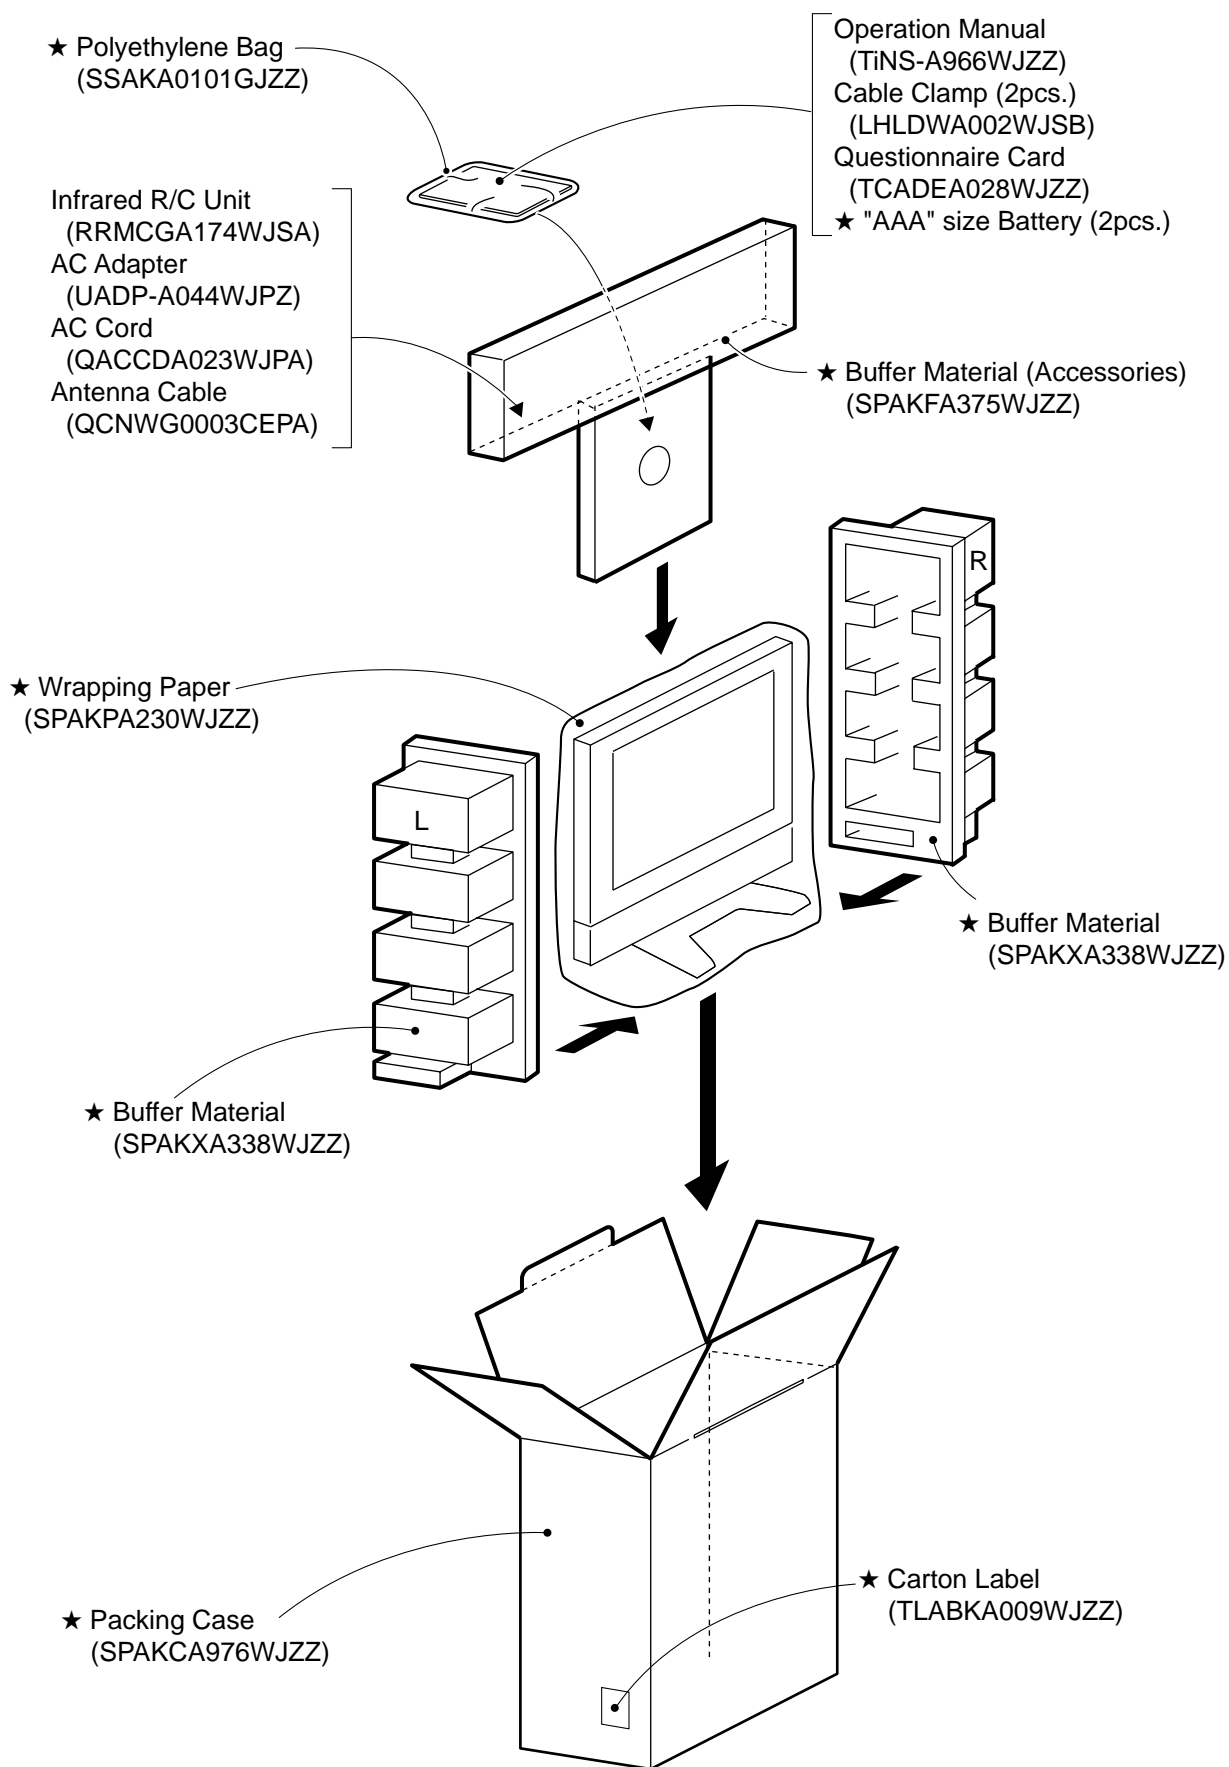 ★ Polyethylene Bag
(SSAKA0101GJZZ)
Operation Manual
(TiNS-A966WJZZ)
Cable Clamp (2pcs.)
(LHLDWA002WJSB)
Questionnaire Card
(TCADEA028WJZZ)
★ "AAA" size Battery (2pcs.)
Infrared R/C Unit
(RRMCGA174WJSA)
AC Adapter
(UADP-A044WJPZ)
AC Cord
(QACCDA023WJPA)
Antenna Cable
(QCNWG0003CEPA)
★ Buffer Material (Accessories)
(SPAKFA375WJZZ)
R
★ Wrapping Paper
(SPAKPA230WJZZ)
L
★ Buffer Material
(SPAKXA338WJZZ)
★ Buffer Material
(SPAKXA338WJZZ)
★ Carton Label
(TLABKA009WJZZ)
★ Packing Case
(SPAKCA976WJZZ)